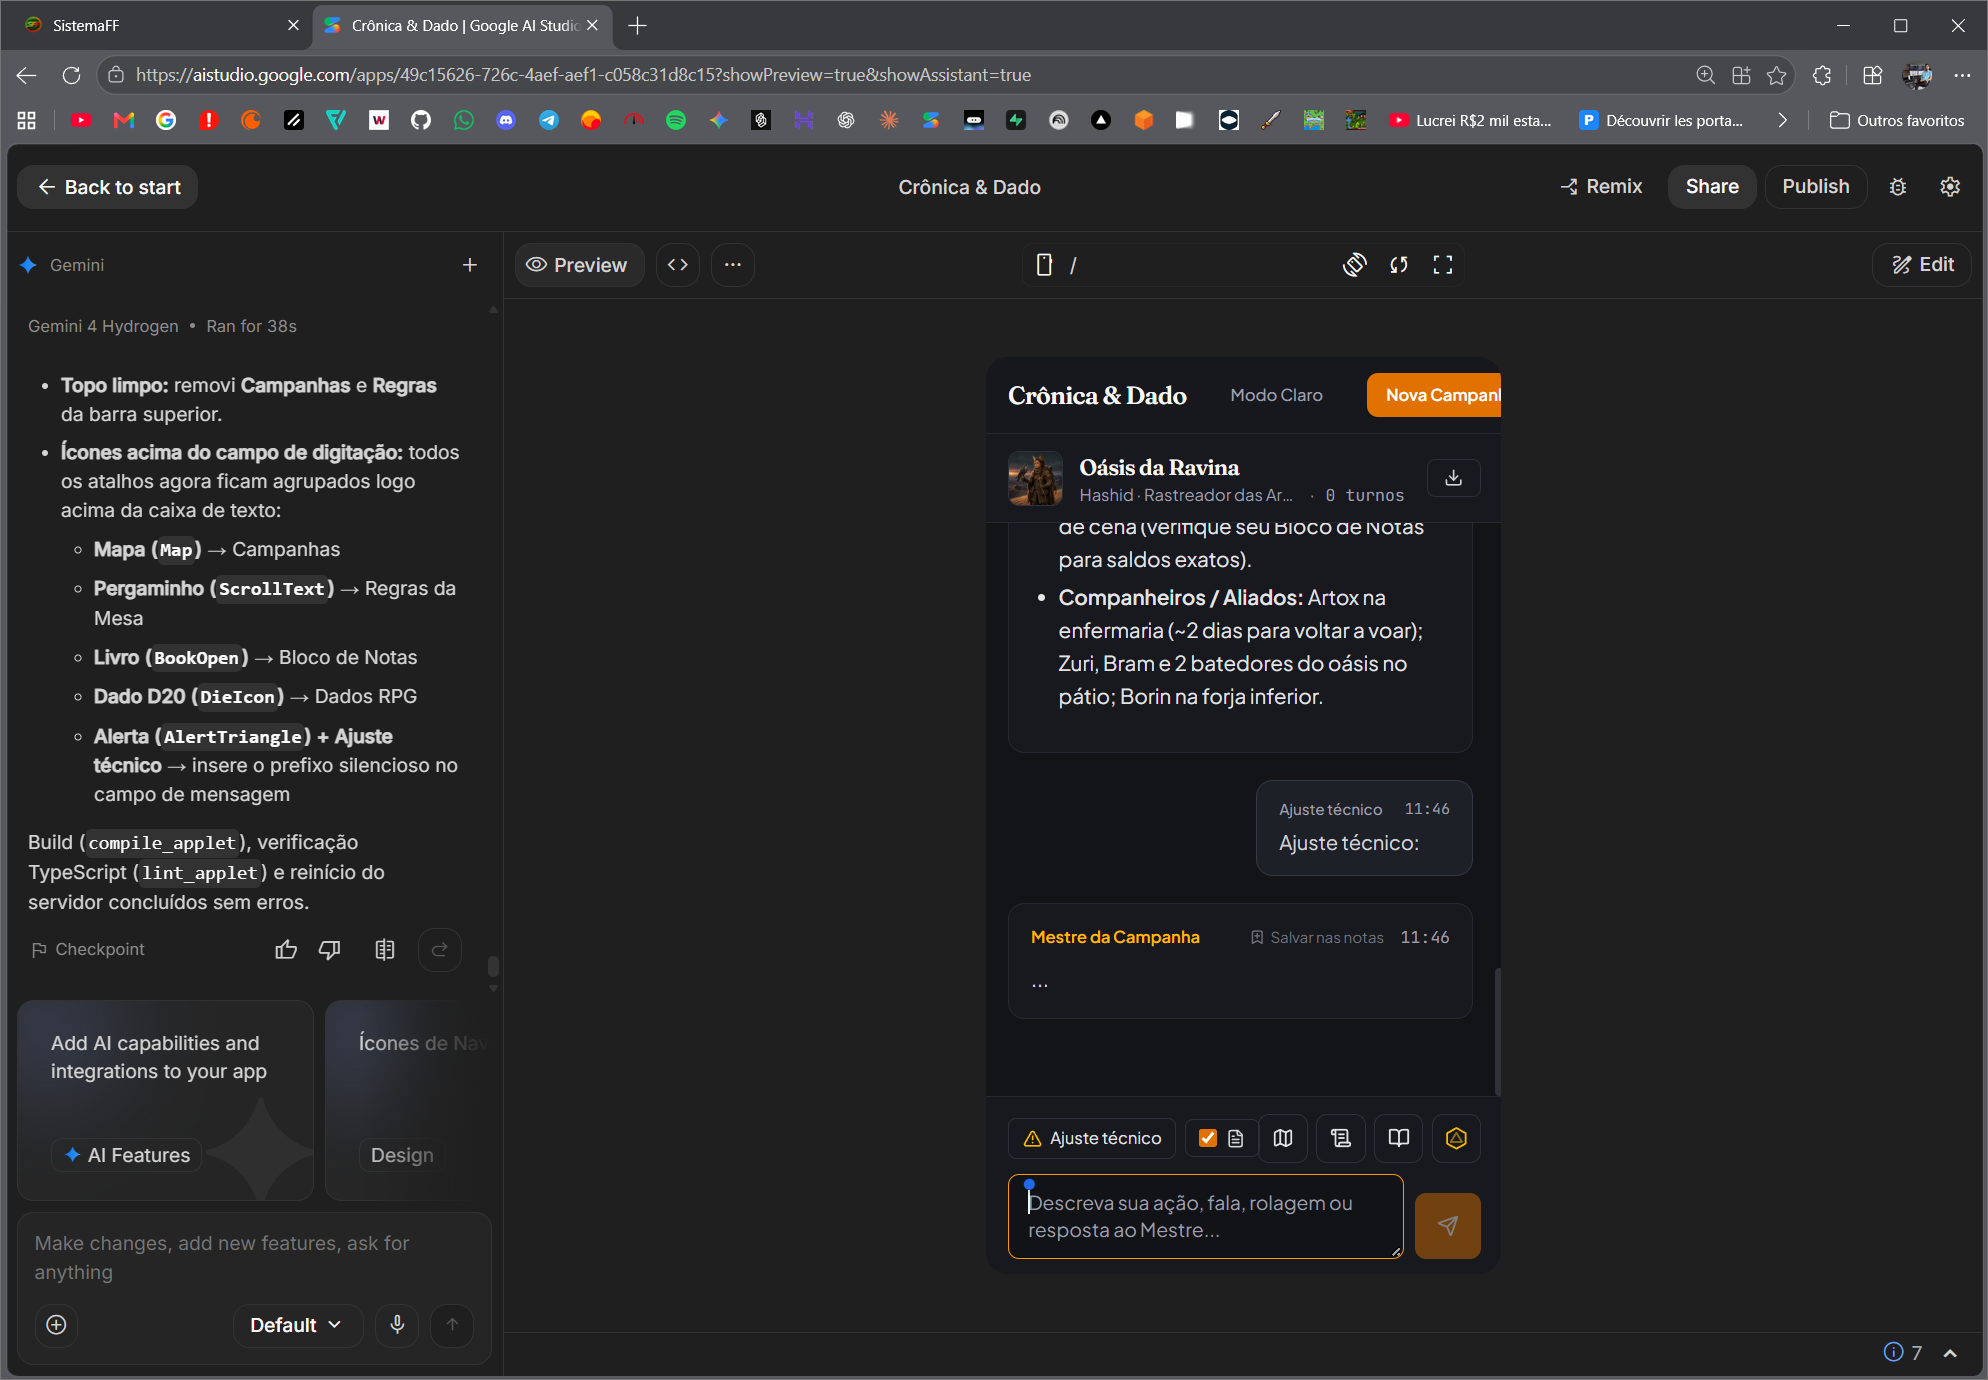 SistemaFF
Crônica & Dado | Google AI Studio
https://aistudio.google.com/apps/49c15626-726c-4aef-aef1-c058c31d8c15?showPreview=true&showAssistant=true
Lucrei R$2 mil esta...
Découvrir les porta...
Outros favoritos
Back to start
Crônica & Dado
Remix
Share
Publish
Gemini
Preview
/
Edit
Gemini 4 Hydrogen • Ran for 38s
• Topo limpo: removi Campanhas e Regras
da barra superior.
• Ícones acima do campo de digitação: todos
os atalhos agora ficam agrupados logo
acima da caixa de texto:
Mapa (Map) → Campanhas
Pergaminho (ScrollText) → Regras da
Mesa
Livro (BookOpen) → Bloco de Notas
Dado D20 (DieIcon) → Dados RPG
Alerta (AlertTriangle) + Ajuste
técnico → insere o prefixo silencioso no
campo de mensagem
Build (compile_applet), verificação
TypeScript (lint_applet) e reinício do
servidor concluídos sem erros.
Checkpoint
Add AI capabilities and
integrations to your app
AI Features
Ícones de Nav
Design
Make changes, add new features, ask for
anything
Default
Crônica & Dado
Modo Claro
Nova Campanh
Oásis da Ravina
Hashid · Rastreador das Ar... · 0 turnos
de cena (verifique seu Bloco de Notas
para saldos exatos).
• Companheiros / Aliados: Artox na
enfermaria (~2 dias para voltar a voar);
Zuri, Bram e 2 batedores do oásis no
pátio; Borin na forja inferior.
Ajuste técnico 11:46
Ajuste técnico:
Mestre da Campanha
Salvar nas notas 11:46
...
Ajuste técnico
Descreva sua ação, fala, rolagem ou
resposta ao Mestre...
7